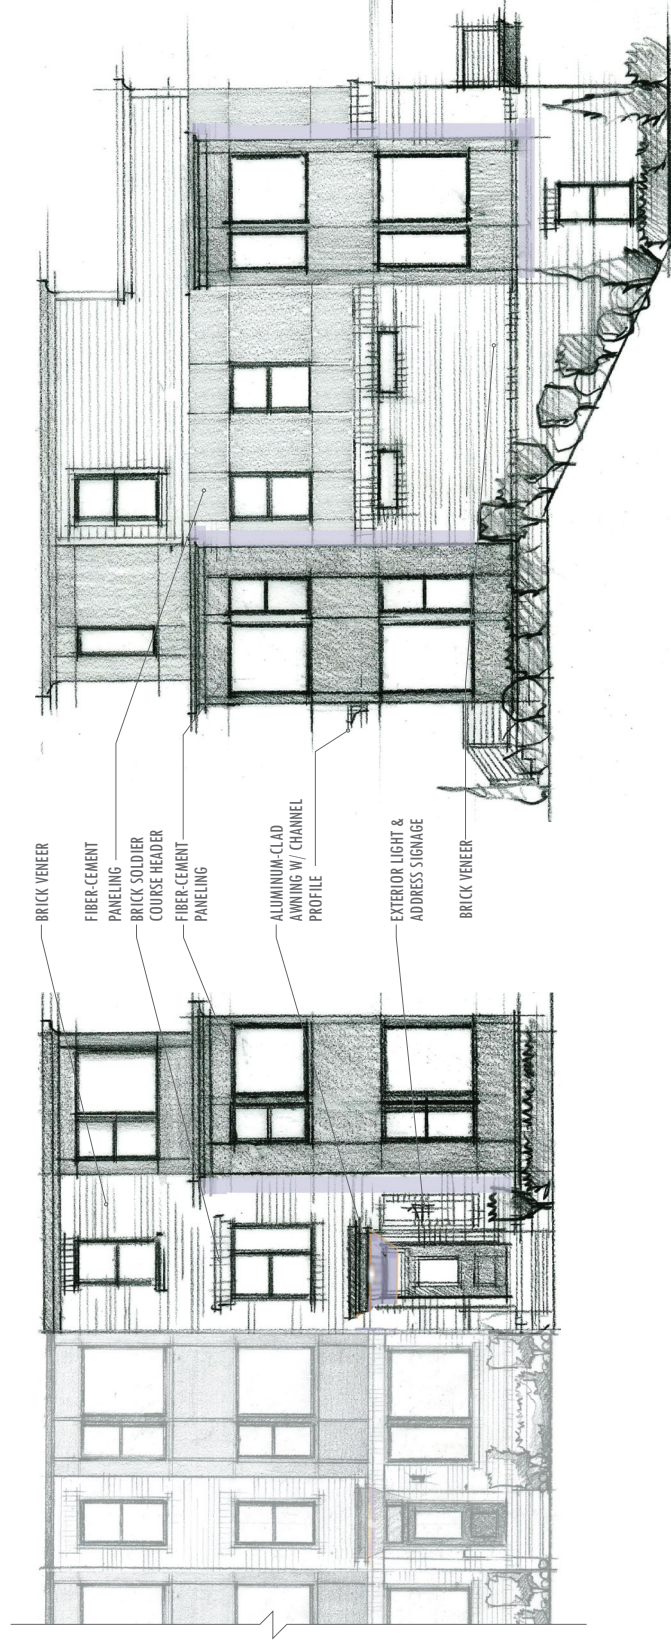 BRICK VENEER
FIBER-CEMENT
PANELING
BRICK SOLDIER
COURSE HEADER
FIBER-CEMENT
PANELING
ALUMINUM-CLAD
AWNING W/ CHANNEL
PROFILE
EXTERIOR LIGHT &
ADDRESS SIGNAGE
BRICK VENEER